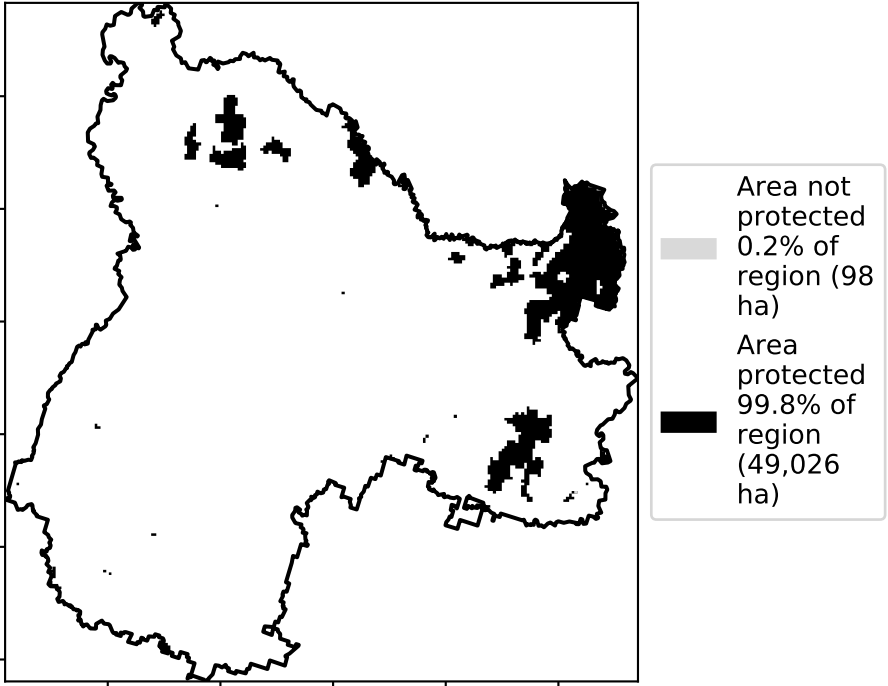 Area not
protected
0.2% of
region (98
ha)
Area
protected
99.8% of
region
(49,026
ha)